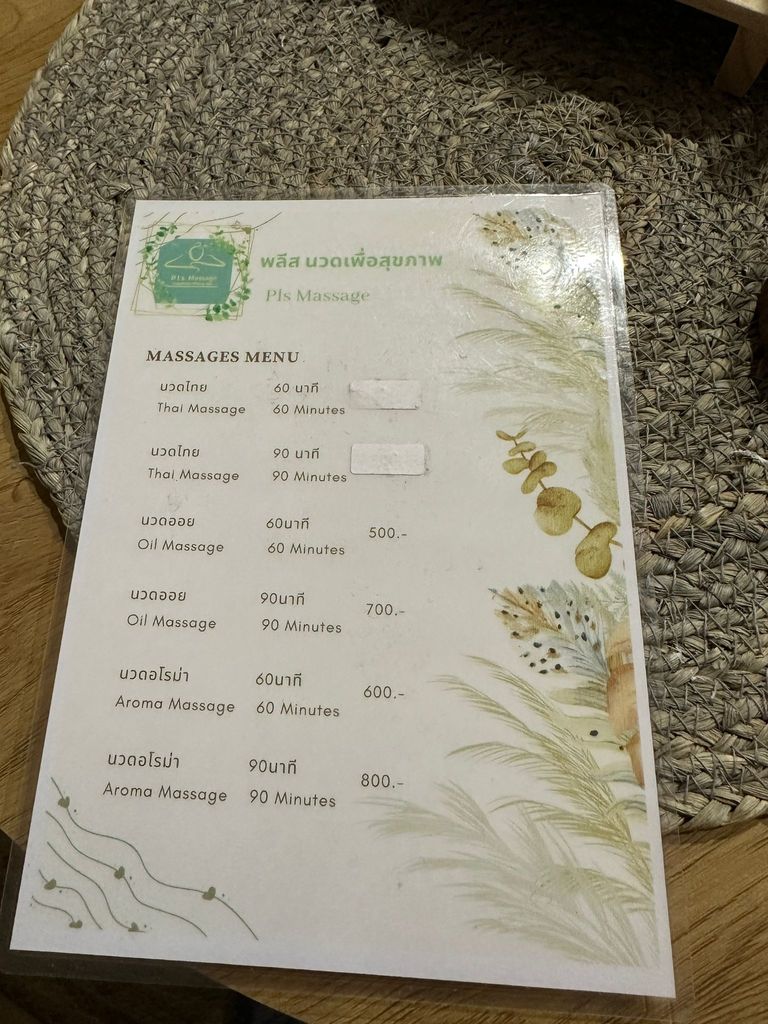 Pls Massage
พลีส นวดเพื่อสุขภาพ
Pls Massage
MASSAGES MENU
นวดไทย 60 นาที
Thai Massage 60 Minutes
นวดไทย 90 นาที
Thai Massage 90 Minutes
นวดออย 60นาที 500.-
Oil Massage 60 Minutes
นวดออย 90นาที 700.-
Oil Massage 90 Minutes
นวดอโรม่า 60นาที 600.-
Aroma Massage 60 Minutes
นวดอโรม่า 90นาที 800.-
Aroma Massage 90 Minutes